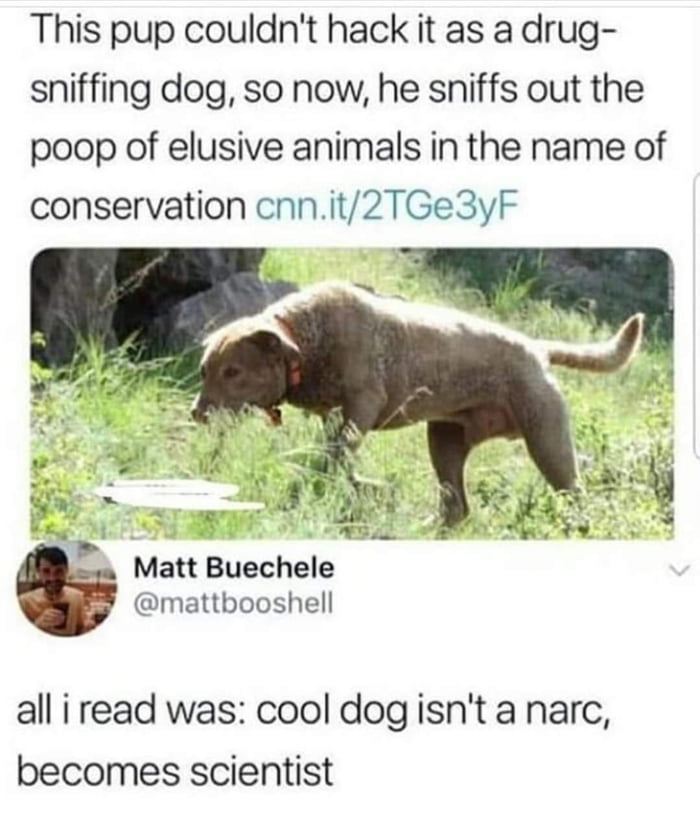 This pup couldn't hack it as a drug-
sniffing dog, so now, he sniffs out the
poop of elusive animals in the name of
conservation cnn.it/2TGe3yF
Matt Buechele
@mattbooshell
all i read was: cool dog isn't a narc,
becomes scientist